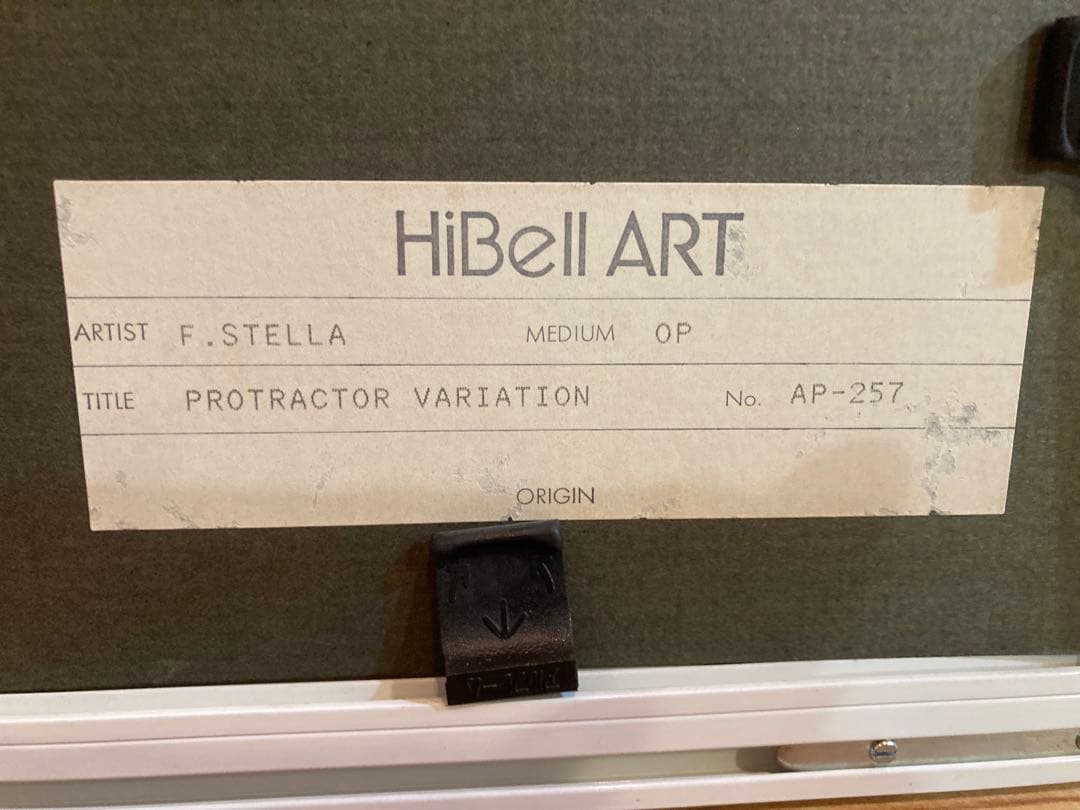 HiBell ART
ARTIST F.STELLA MEDIUM OP
TITLE PROTRACTOR VARIATION No. AP-257
ORIGIN